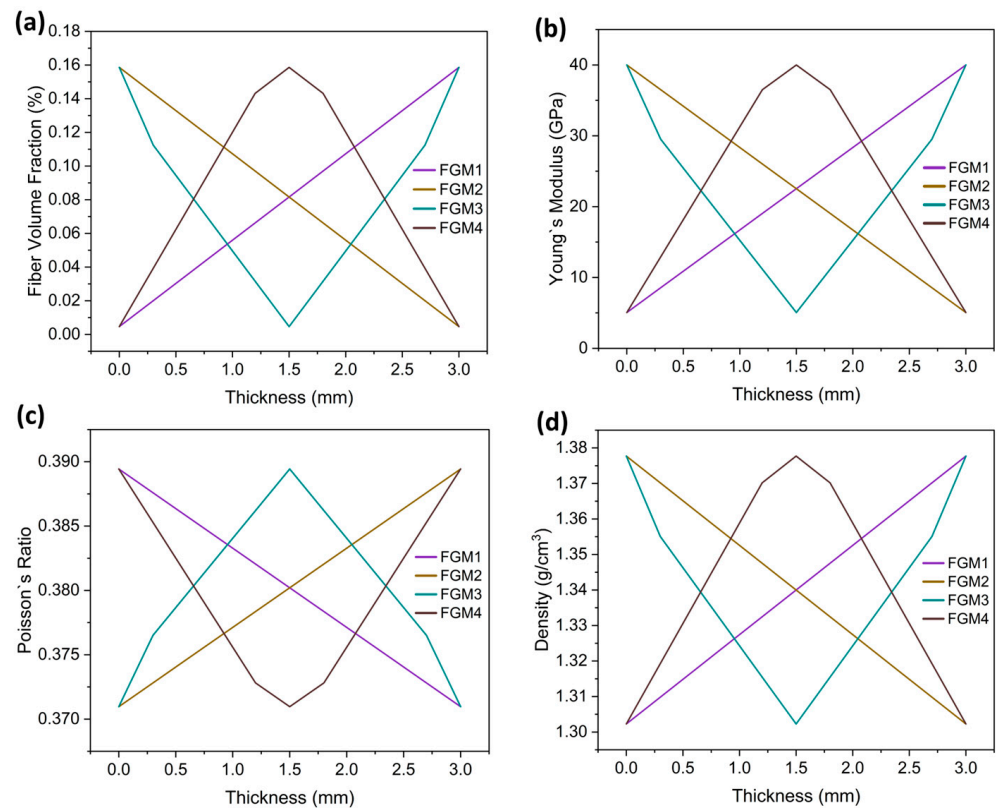 (a)
0.18
0.16
0.14
0.12
0.10
0.08
0.06
0.04
0.02
0.00
Fiber Volume Fraction (%)
FGM1
FGM2
FGM3
FGM4
0.0 0.5 1.0 1.5 2.0 2.5 3.0
Thickness (mm)
(b)
40
30
20
10
0
Young`s Modulus (GPa)
FGM1
FGM2
FGM3
FGM4
0.0 0.5 1.0 1.5 2.0 2.5 3.0
Thickness (mm)
(c)
0.390
0.385
0.380
0.375
0.370
Poisson`s Ratio
FGM1
FGM2
FGM3
FGM4
0.0 0.5 1.0 1.5 2.0 2.5 3.0
Thickness (mm)
(d)
1.38
1.37
1.36
1.35
1.34
1.33
1.32
1.31
1.30
Density (g/cm³)
FGM1
FGM2
FGM3
FGM4
0.0 0.5 1.0 1.5 2.0 2.5 3.0
Thickness (mm)